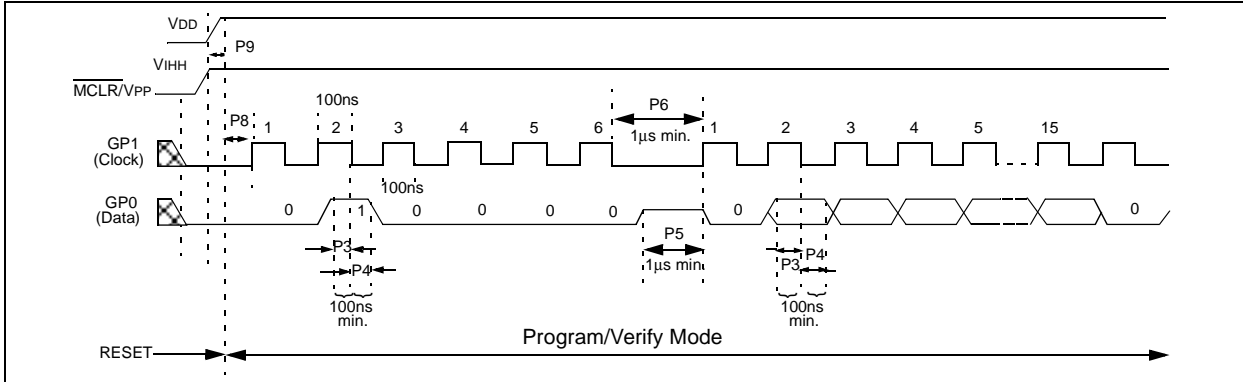 VDD
P9
VIHH
MCLR/VPP
100ns
P6
P8
1 2 3 4 5 6 1μs min. 1 2 3 4 5 15
GP1
(Clock)
100ns
GP0
(Data)
0 1 0 0 0 0 0 0
P5
P3 P4
1μs min.
P4
P3
100ns
min.
100ns
min.
Program/Verify Mode
RESET